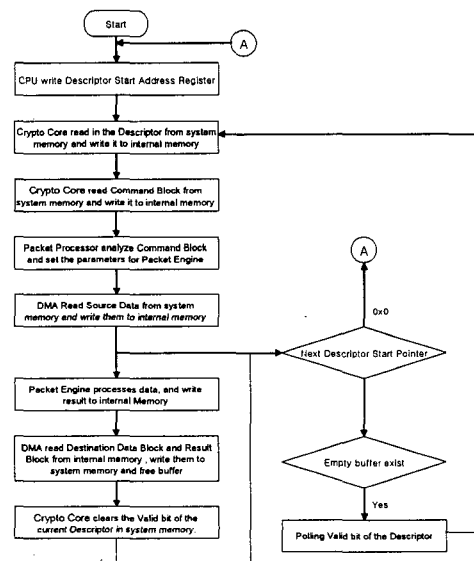 Start
A
CPU write Descriptor Start Address Register
Crypto Core read in the Descriptor from system
memory and write it to internal memory
Crypto Core read Command Block from
system memory and write it to internal memory
Packet Processor analyze Command Block
and set the parameters for Packet Engine
DMA Read Source Data from system
memory and write them to internal memory
Packet Engine processes data, and write
result to internal Memory
DMA read Destination Data Block and Result
Block from internal memory , write them to
system memory and free buffer
Crypto Core clears the Valid bit of the
current Descriptor in system memory.
A
0x0
Next Descriptor Start Pointer
Empty buffer exist
Yes
Polling Valid bit of the Descriptor